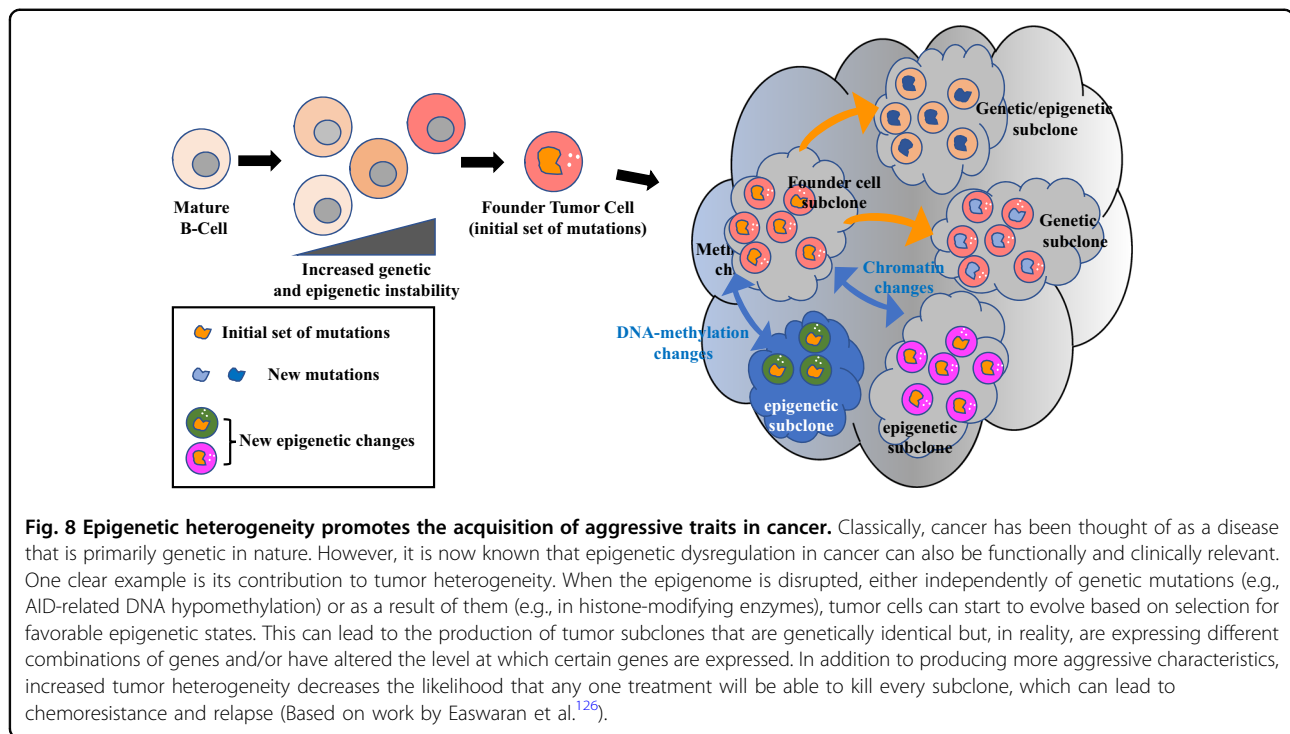 Mature
B-Cell
Increased genetic
and epigenetic instability
Founder Tumor Cell
(initial set of mutations)
Genetic/epigenetic
subclone
Founder cell
subclone
Genetic
subclone
Chromatin
changes
DNA-methylation
changes
epigenetic
subclone
epigenetic
subclone
Initial set of mutations
New mutations
New epigenetic changes
Fig. 8 Epigenetic heterogeneity promotes the acquisition of aggressive traits in cancer. Classically, cancer has been thought of as a disease
that is primarily genetic in nature. However, it is now known that epigenetic dysregulation in cancer can also be functionally and clinically relevant.
One clear example is its contribution to tumor heterogeneity. When the epigenome is disrupted, either independently of genetic mutations (e.g.,
AID-related DNA hypomethylation) or as a result of them (e.g., in histone-modifying enzymes), tumor cells can start to evolve based on selection for
favorable epigenetic states. This can lead to the production of tumor subclones that are genetically identical but, in reality, are expressing different
combinations of genes and/or have altered the level at which certain genes are expressed. In addition to producing more aggressive characteristics,
increased tumor heterogeneity decreases the likelihood that any one treatment will be able to kill every subclone, which can lead to
chemoresistance and relapse (Based on work by Easwaran et al.126).